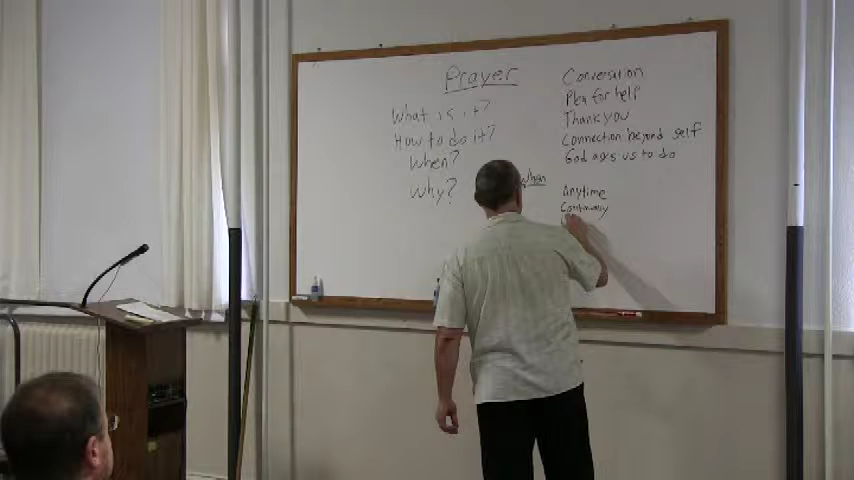 Prayer
What is it?
How to do it?
When?
Why?
Conversation
Plea for help
Thank you
Connection beyond self
God asks us to do
When
Anytime
Continuously